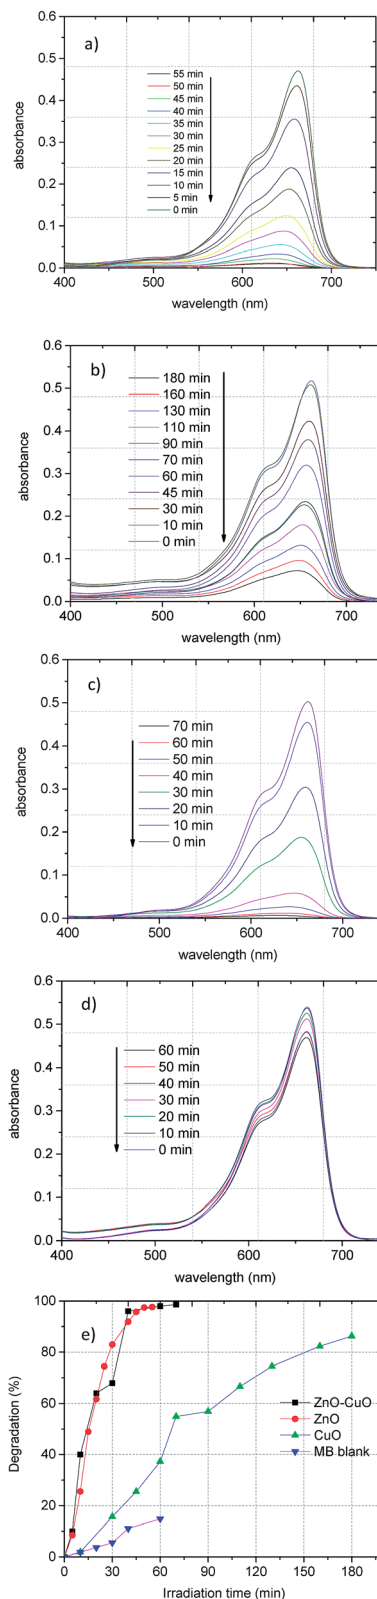 a)
absorbance
0.6
0.5
0.4
0.3
0.2
0.1
0.0
55 min
50 min
45 min
40 min
35 min
30 min
25 min
20 min
15 min
10 min
5 min
0 min
400
500
600
700
wavelength (nm)
b)
absorbance
0.6
0.5
0.4
0.3
0.2
0.1
0.0
180 min
160 min
130 min
110 min
90 min
70 min
60 min
45 min
30 min
10 min
0 min
400
500
600
700
wavelength (nm)
c)
absorbance
0.6
0.5
0.4
0.3
0.2
0.1
0.0
70 min
60 min
50 min
40 min
30 min
20 min
10 min
0 min
400
500
600
700
wavelength (nm)
d)
absorbance
0.6
0.5
0.4
0.3
0.2
0.1
0.0
60 min
50 min
40 min
30 min
20 min
10 min
0 min
400
500
600
700
wavelength (nm)
e)
Degradation (%)
100
80
60
40
20
0
ZnO-CuO
ZnO
CuO
MB blank
0
30
60
90
120
150
180
Irradiation time (min)